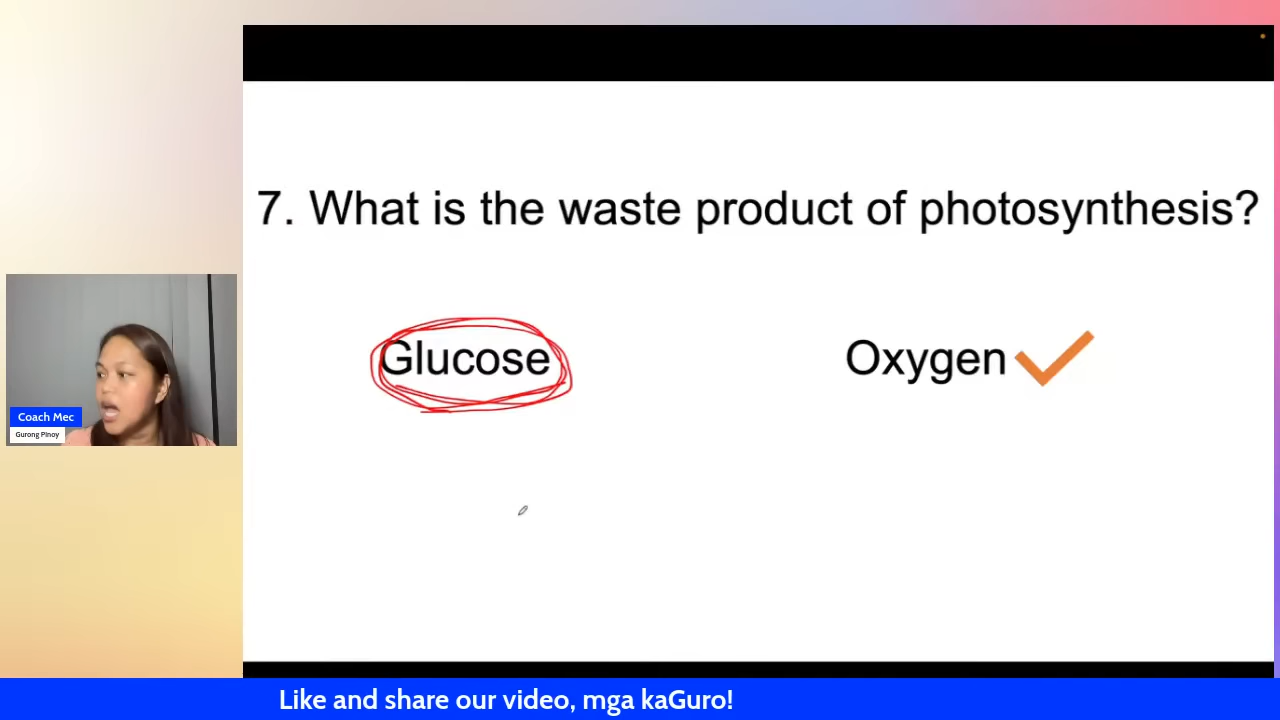 7. What is the waste product of photosynthesis?
Glucose
Oxygen
Coach Mec
Gurong Pinoy
Like and share our video, mga kaGuro!